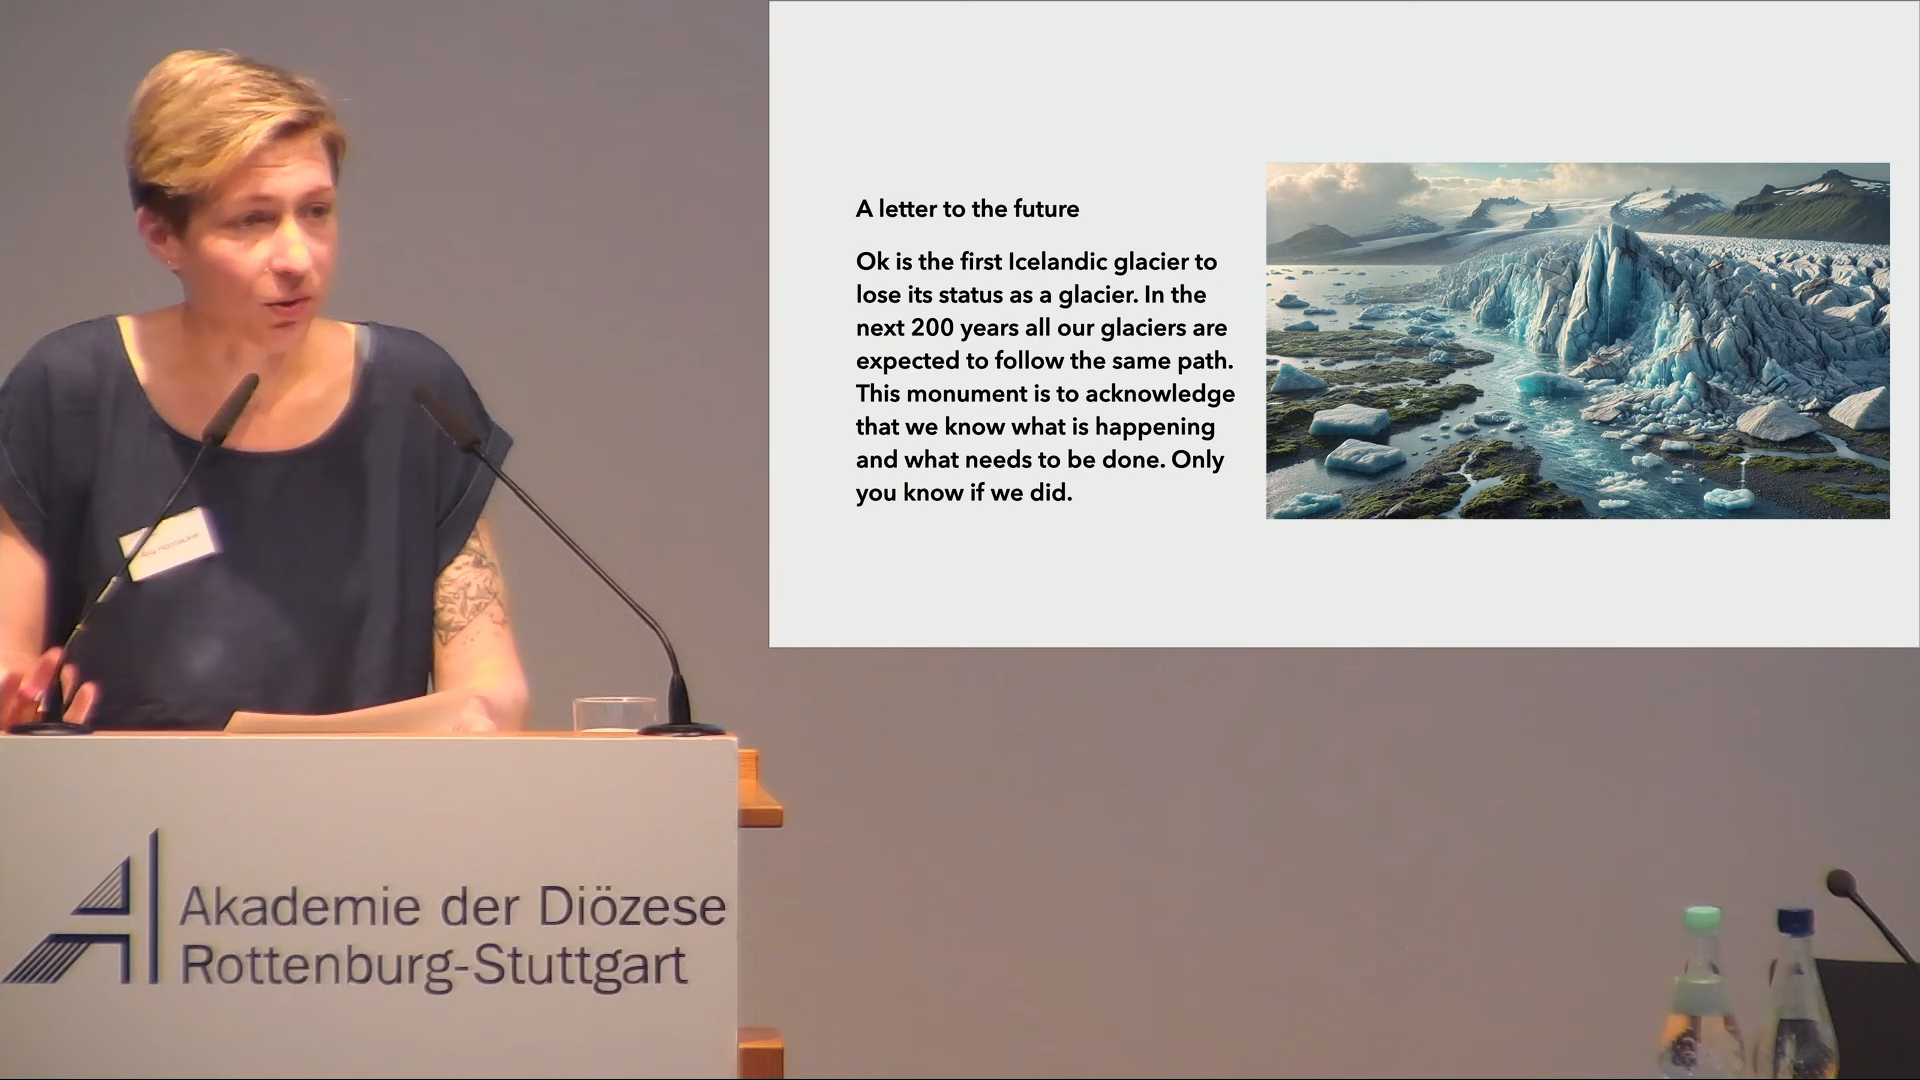 A letter to the future
Ok is the first Icelandic glacier to
lose its status as a glacier. In the
next 200 years all our glaciers are
expected to follow the same path.
This monument is to acknowledge
that we know what is happening
and what needs to be done. Only
you know if we did.
Akademie der Diözese
Rottenburg-Stuttgart